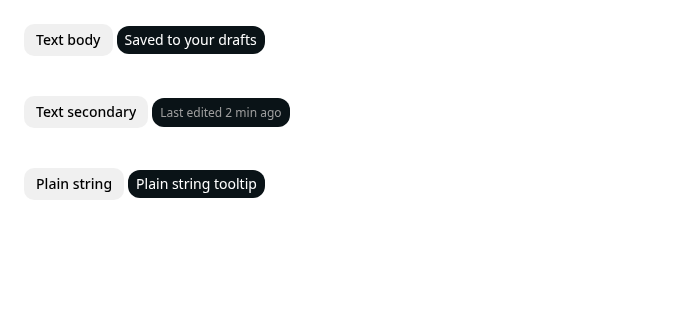 Text body Saved to your drafts
Text secondary Last edited 2 min ago
Plain string Plain string tooltip